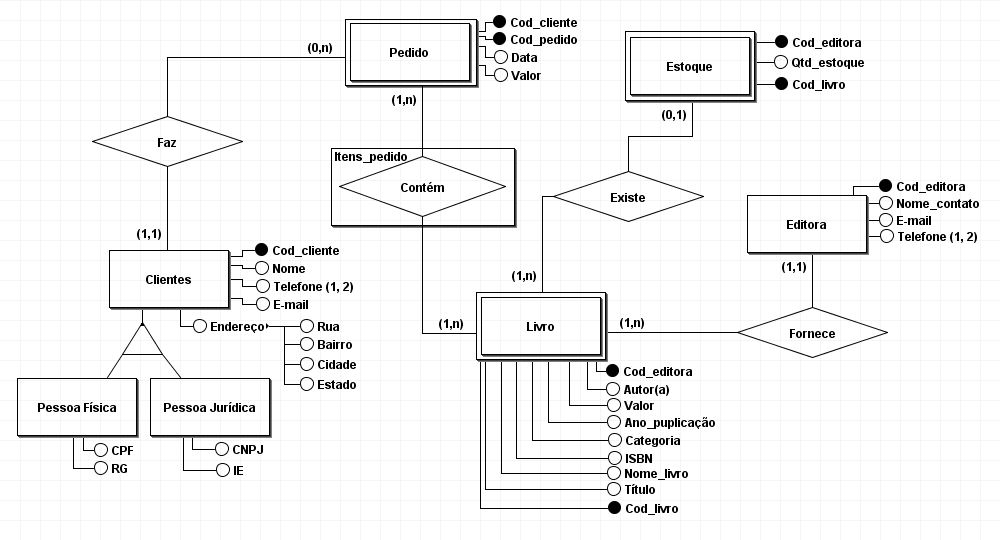 Pedido
Cod_cliente
Cod_pedido
Data
Valor
(0,n)
(1,n)
Estoque
Cod_editora
Qtd_estoque
Cod_livro
(0,1)
Faz
Itens_pedido
Contém
Existe
Editora
Cod_editora
Nome_contato
E-mail
Telefone (1, 2)
(1,1)
(1,1)
Clientes
Cod_cliente
Nome
Telefone (1, 2)
E-mail
Endereço
Rua
Bairro
Cidade
Estado
(1,n)
(1,n)
Livro
(1,n)
Fornece
Pessoa Física
CPF
RG
Pessoa Jurídica
CNPJ
IE
Cod_editora
Autor(a)
Valor
Ano_puplicação
Categoria
ISBN
Nome_livro
Título
Cod_livro